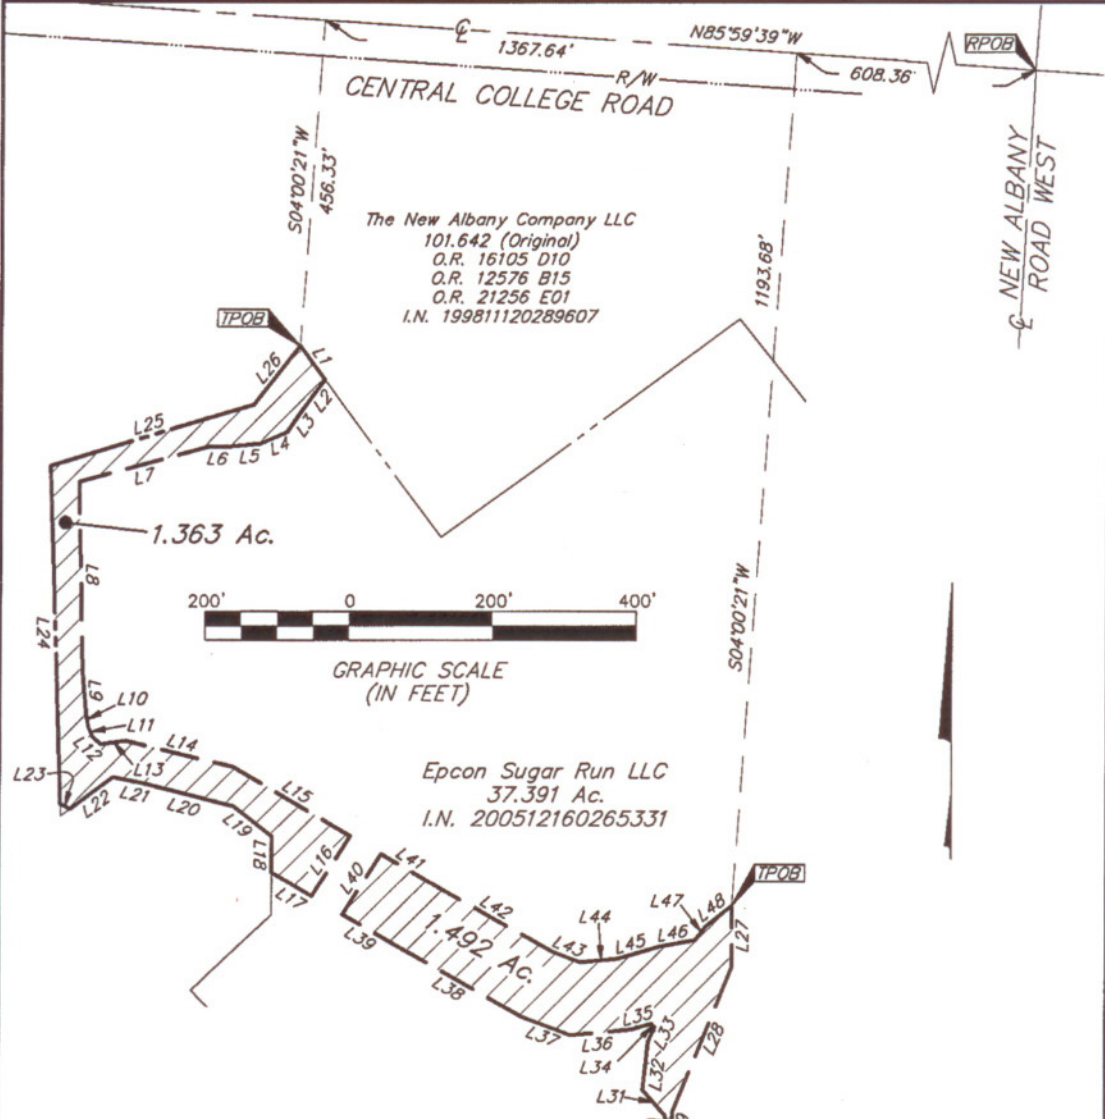 ℄
1367.64'
N85°59'39"W
608.36'
RPOB
R/W
CENTRAL COLLEGE ROAD
℄ NEW ALBANY
ROAD WEST
S04°00'21"W
456.33'
The New Albany Company LLC
101.642 (Original)
O.R. 16105 D10
O.R. 12576 B15
O.R. 21256 E01
I.N. 199811120289607
1193.68'
TPOB
L1
L26
L2
L3
L4
L5
L6
L25
L7
1.363 Ac.
L8
L24
200'
0
200'
400'
GRAPHIC SCALE
(IN FEET)
S04°00'21"W
L9
L10
L11
L12
L13
L14
L23
L22
L21
L20
L19
L15
L18
L17
L16
Epcon Sugar Run LLC
37.391 Ac.
I.N. 200512160265331
TPOB
L40
L41
L39
L42
1.492 Ac.
L38
L43
L44
L45
L46
L47
L48
L27
L28
L37
L36
L35
L33
L34
L32
L31